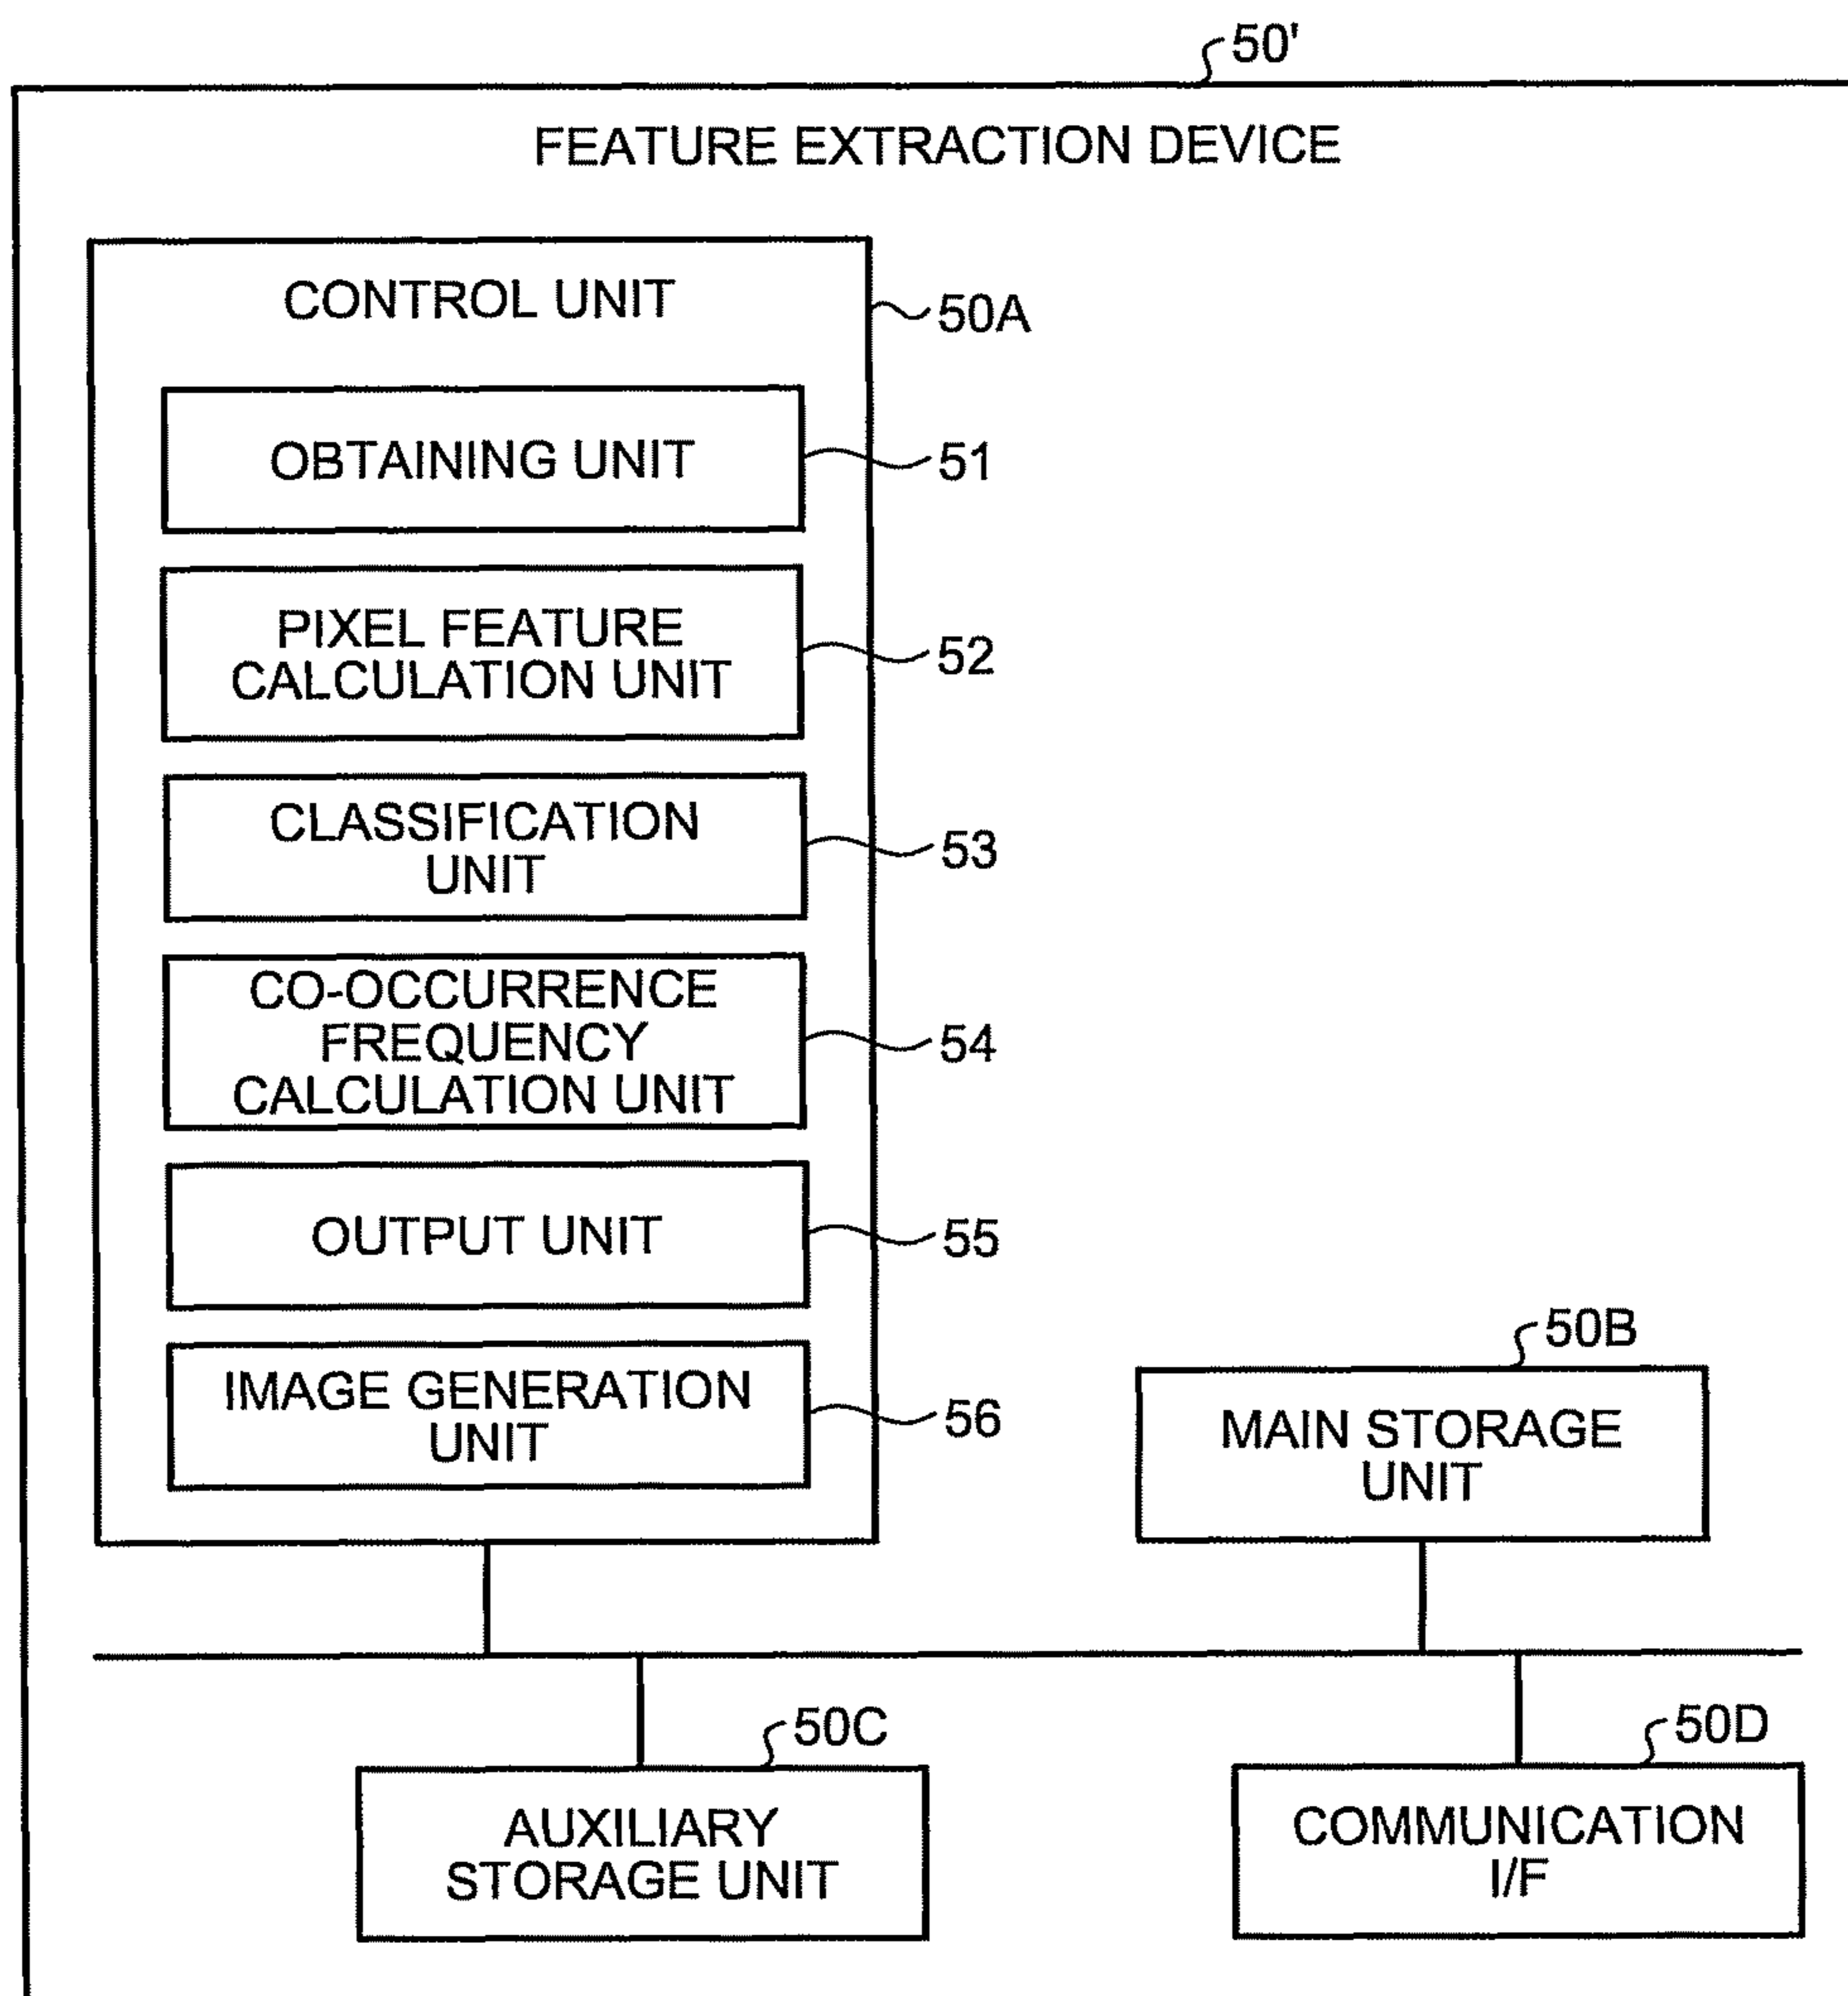 50'
FEATURE EXTRACTION DEVICE
CONTROL UNIT
50A
OBTAINING UNIT
51
PIXEL FEATURE
CALCULATION UNIT
52
CLASSIFICATION
UNIT
53
CO-OCCURRENCE
FREQUENCY
CALCULATION UNIT
54
OUTPUT UNIT
55
IMAGE GENERATION
UNIT
56
50B
MAIN STORAGE
UNIT
50C
AUXILIARY
STORAGE UNIT
50D
COMMUNICATION
I/F